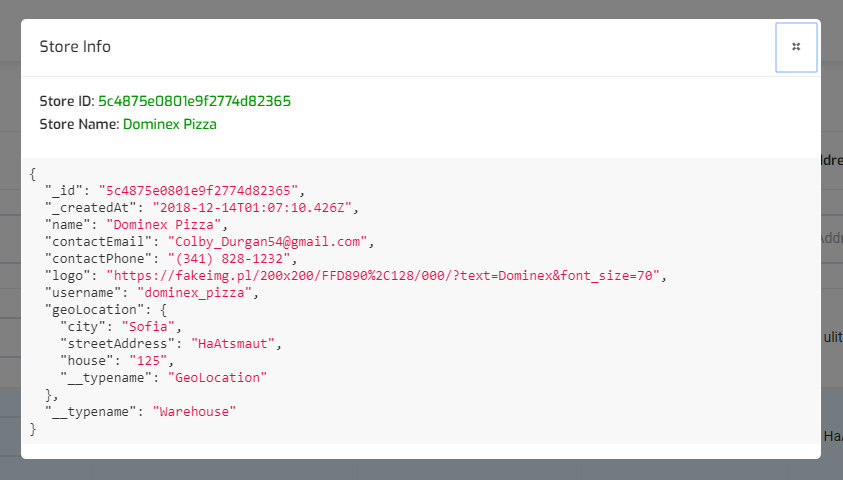 Store Info
Store ID: 5c4875e0801e9f2774d82365
Store Name: Dominex Pizza
{
  "_id": "5c4875e0801e9f2774d82365",
  "_createdAt": "2018-12-14T01:07:10.426Z",
  "name": "Dominex Pizza",
  "contactEmail": "Colby_Durgan54@gmail.com",
  "contactPhone": "(341) 828-1232",
  "logo": "https://fakeimg.pl/200x200/FFD890%2C128/000/?text=Dominex&font_size=70",
  "username": "dominex_pizza",
  "geoLocation": {
    "city": "Sofia",
    "streetAddress": "HaAtsmaut",
    "house": "125",
    "__typename": "GeoLocation"
  },
  "__typename": "Warehouse"
}